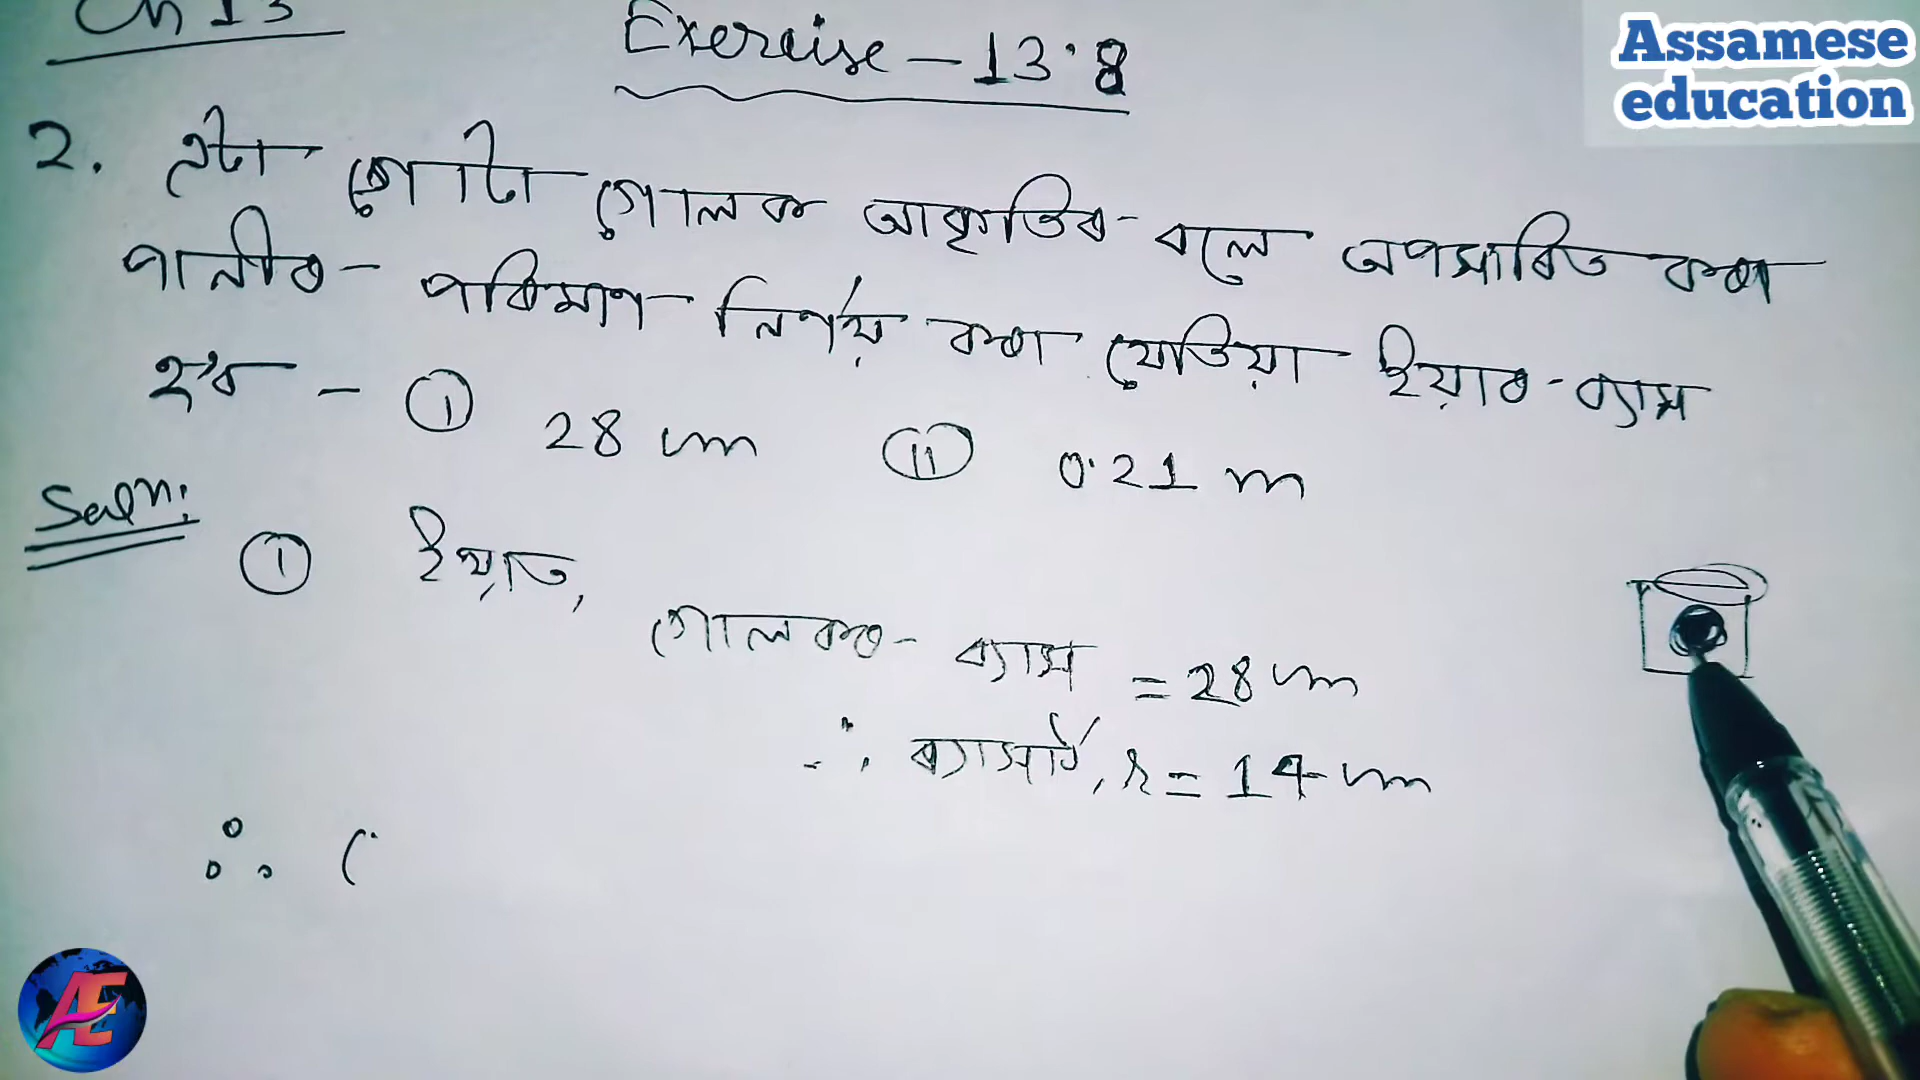 Ch 13
Exercise - 13.8
Assamese
education
2. এটা গোটা গোলক আকৃতিৰ বলে অপসাৰিত কৰা
পানীৰ পৰিমাণ নিৰ্ণয় কৰা যেতিয়া ইয়াৰ ব্যাস
হ'ব - (i) 28 cm (ii) 0.21 m
Soln:
(i) ইয়াত,
গোলকৰ ব্যাস = 28 cm
∴ ব্যাসাৰ্ধ, r = 14 cm
∴ (
AE